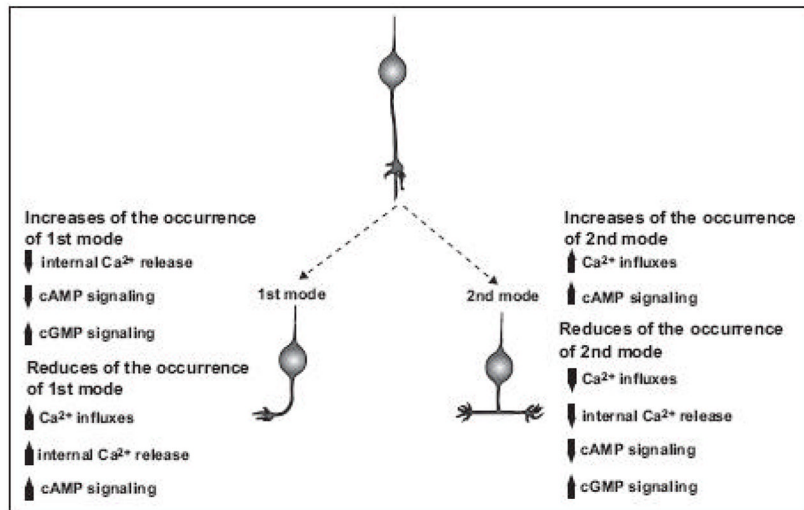 Increases of the occurrence
of 1st mode
internal Ca²⁺ release
cAMP signaling
cGMP signaling
Reduces of the occurrence
of 1st mode
Ca²⁺ influxes
internal Ca²⁺ release
cAMP signaling
1st mode
2nd mode
Increases of the occurrence
of 2nd mode
Ca²⁺ influxes
cAMP signaling
Reduces of the occurrence
of 2nd mode
Ca²⁺ influxes
internal Ca²⁺ release
cAMP signaling
cGMP signaling